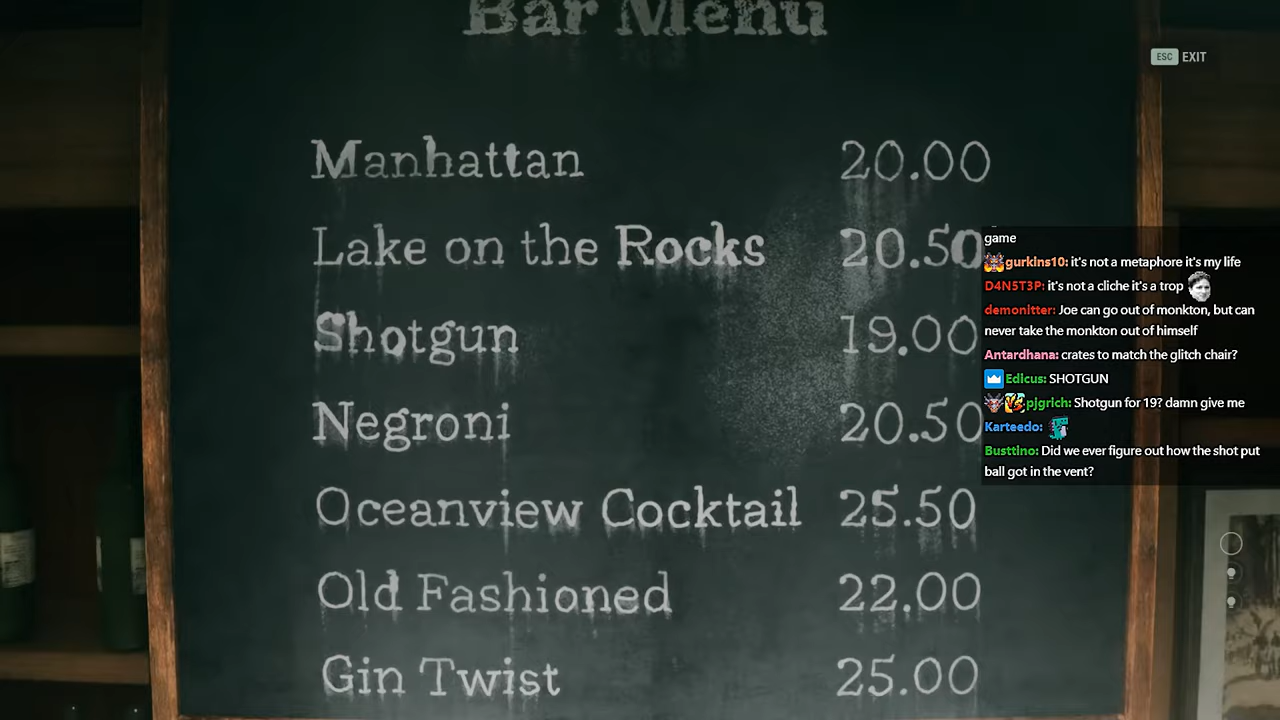 Bar Menu
ESC EXIT
Manhattan 20.00
Lake on the Rocks 20.50
Shotgun 19.00
Negroni 20.50
Oceanview Cocktail 25.50
Old Fashioned 22.00
Gin Twist 25.00
game
gurkins10: it's not a metaphore it's my life
D4N5T3P: it's not a cliche it's a trop
demonitter: Joe can go out of monkton, but can
never take the monkton out of himself
Antardhana: crates to match the glitch chair?
Edicus: SHOTGUN
pjgrich: Shotgun for 19? damn give me
Karteedo:
Busttino: Did we ever figure out how the shot put
ball got in the vent?